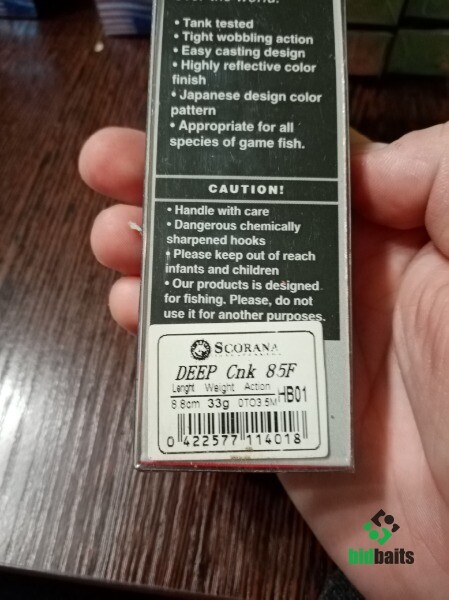 over the world.
• Tank tested
• Tight wobbling action
• Easy casting design
• Highly reflective color
finish
• Japanese design color
pattern
• Appropriate for all
species of game fish.
CAUTION!
• Handle with care
• Dangerous chemically
sharpened hooks
• Please keep out of reach
infants and children
• Our products is designed
for fishing. Please, do not
use it for another purposes.
SCORANA
DEEP Cnk 85F
Lenght Weight Action
8.8cm 33g 0TO3.5M HB01
0 422577 114018
bidbaits